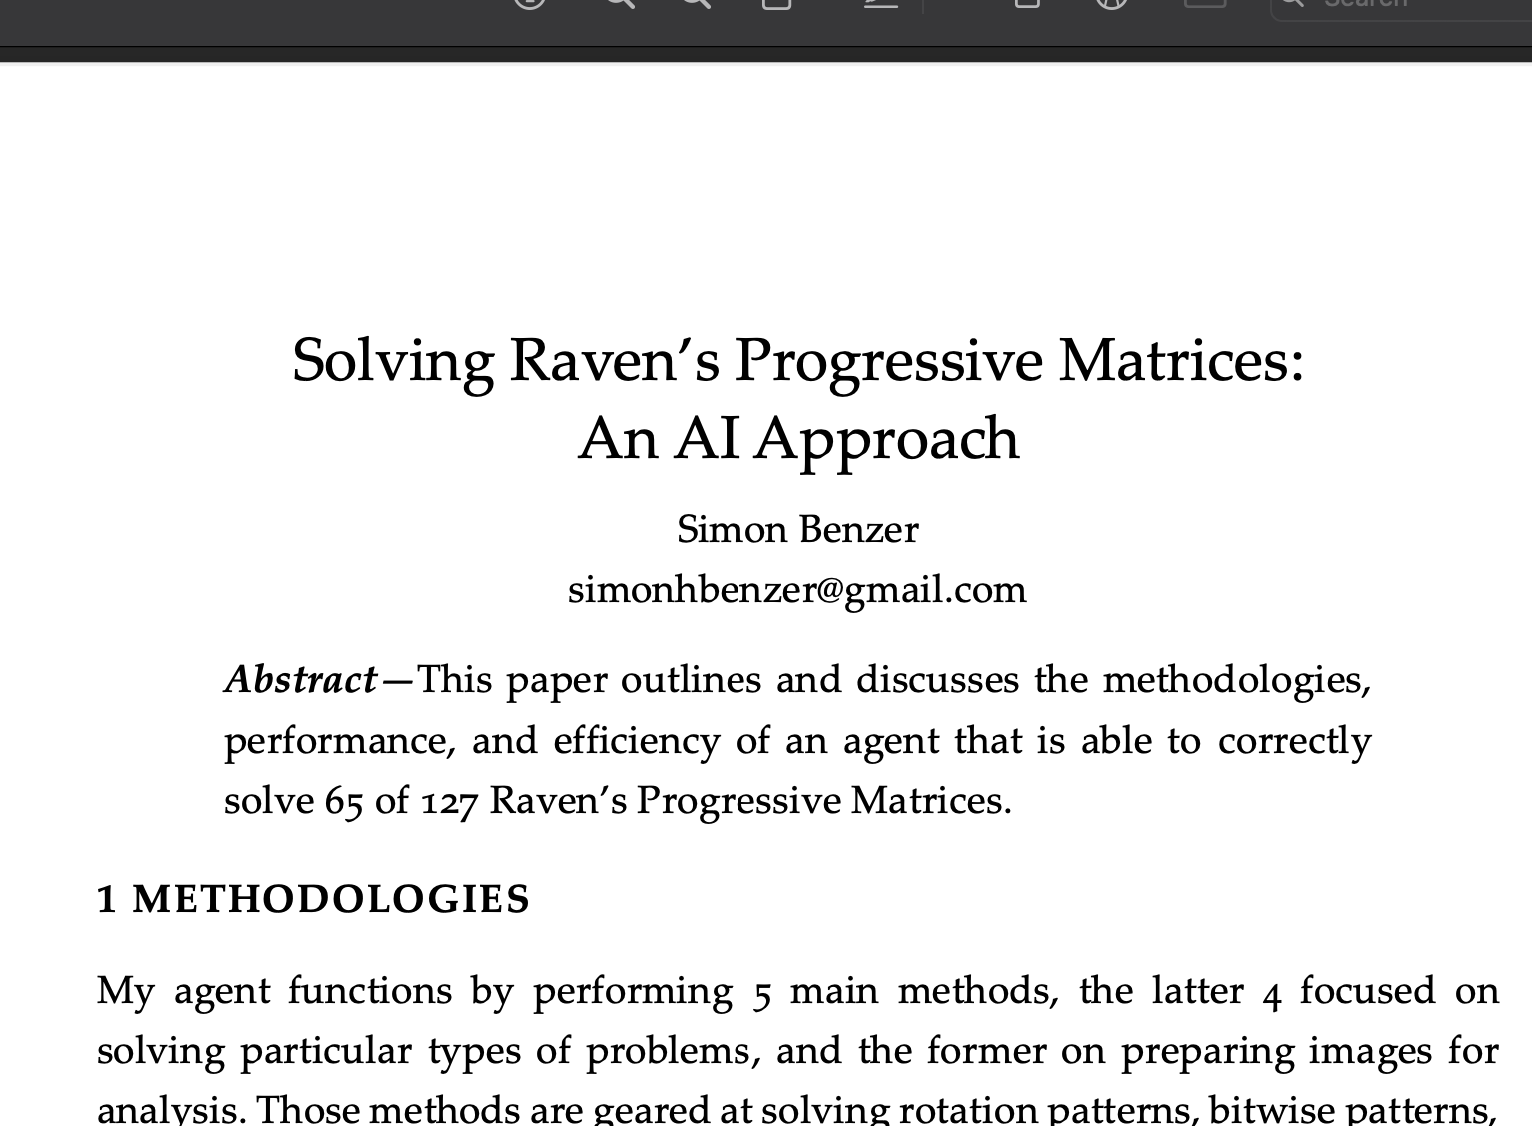 Search
Solving Raven’s Progressive Matrices:
An AI Approach
Simon Benzer
simonhbenzer@gmail.com
Abstract—This paper outlines and discusses the methodologies,
performance, and efficiency of an agent that is able to correctly
solve 65 of 127 Raven’s Progressive Matrices.
1 METHODOLOGIES
My agent functions by performing 5 main methods, the latter 4 focused on
solving particular types of problems, and the former on preparing images for
analysis. Those methods are geared at solving rotation patterns, bitwise patterns,